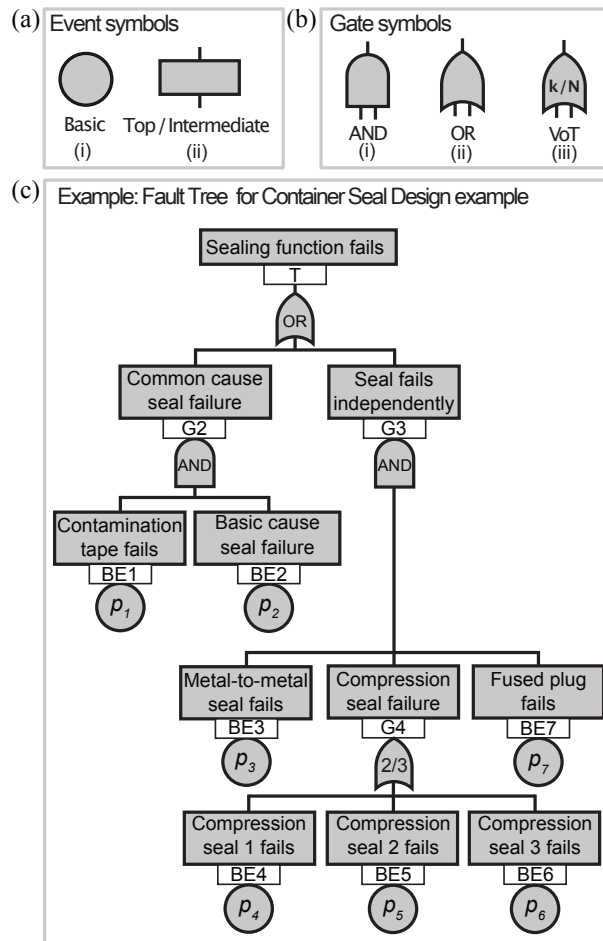 (a) Event symbols
Basic
(i)
Top / Intermediate
(ii)
(b) Gate symbols
k/N
AND
(i)
OR
(ii)
VoT
(iii)
(c) Example: Fault Tree for Container Seal Design example
Sealing function fails
T
OR
Common cause
seal failure
G2
AND
Seal fails
independently
G3
AND
Contamination
tape fails
BE1
p1
Basic cause
seal failure
BE2
p2
Metal-to-metal
seal fails
BE3
p3
Compression
seal failure
G4
2/3
Fused plug
fails
BE7
p7
Compression
seal 1 fails
BE4
p4
Compression
seal 2 fails
BE5
p5
Compression
seal 3 fails
BE6
p6